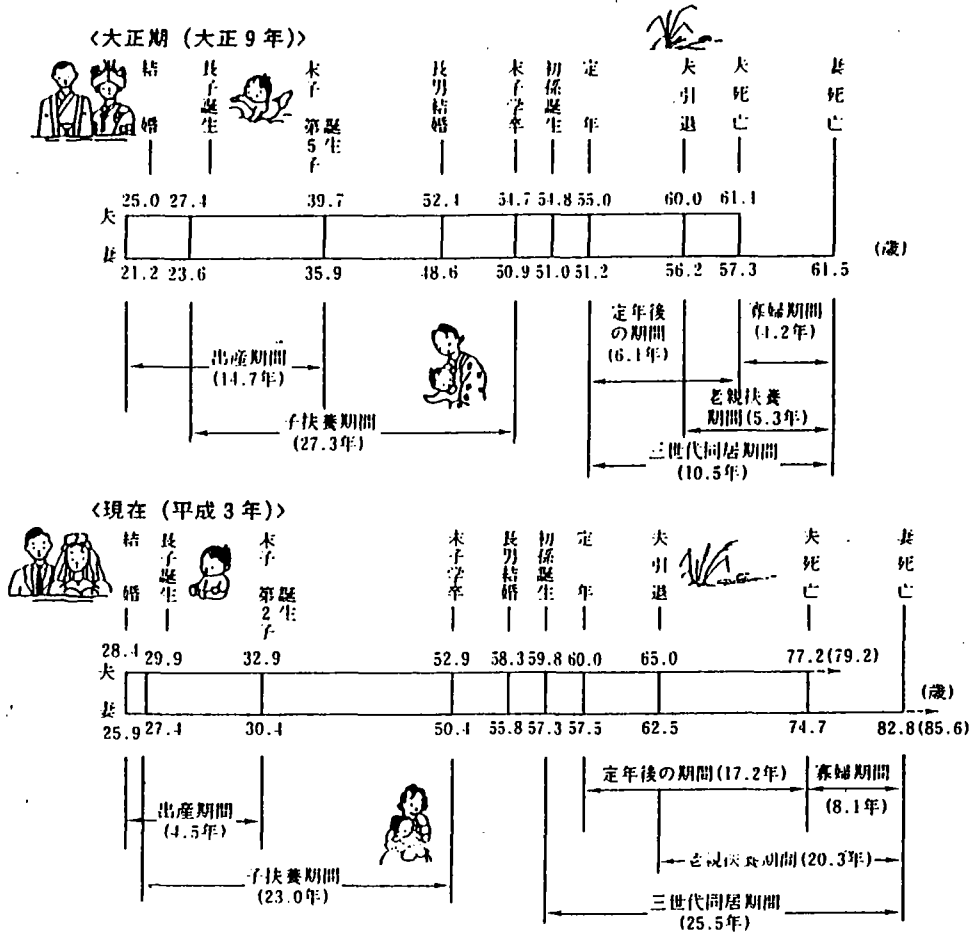 <大正期(大正9年)>
結婚
長子誕生
末子 第5子 誕生
長男結婚
末子学卒
初孫誕生
定年
夫引退
夫死亡
妻死亡
25.0 27.4 39.7 52.4 54.7 54.8 55.0 60.0 61.1
夫
妻
(歳)
21.2 23.6 35.9 48.6 50.9 51.0 51.2 56.2 57.3 61.5
定年後の期間
(6.1年)
寡婦期間
(4.2年)
出産期間
(14.7年)
老親扶養期間(5.3年)
子扶養期間
(27.3年)
三世代同居期間
(10.5年)
<現在(平成3年)>
結婚
長子誕生
末子 第2子 誕生
末子学卒
長男結婚
初孫誕生
定年
夫引退
夫死亡
妻死亡
28.4 29.9 32.9 52.9 58.3 59.8 60.0 65.0 77.2(79.2)
夫
妻
(歳)
25.9 27.4 30.4 50.4 55.8 57.3 57.5 62.5 74.7 82.8(85.6)
定年後の期間(17.2年)
寡婦期間
(8.1年)
出産期間
(4.5年)
老親扶養期間(20.3年)
子扶養期間
(23.0年)
三世代同居期間
(25.5年)